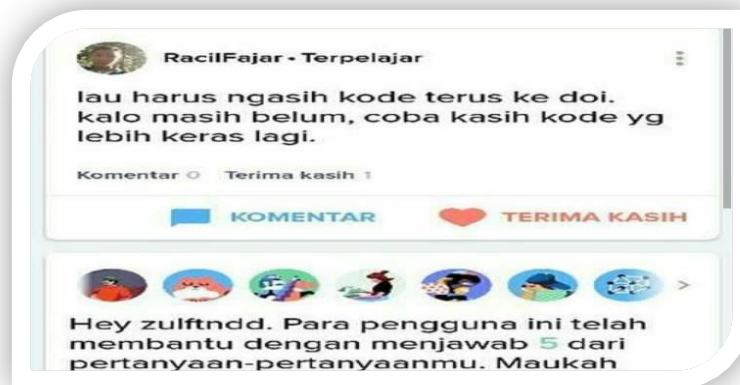 RacilFajar • Terpelajar
lau harus ngasih kode terus ke doi.
kalo masih belum, coba kasih kode yg
lebih keras lagi.
Komentar 0 Terima kasih 1
KOMENTAR TERIMA KASIH
Hey zulftndd. Para pengguna ini telah
membantu dengan menjawab 5 dari
pertanyaan-pertanyaanmu. Maukah